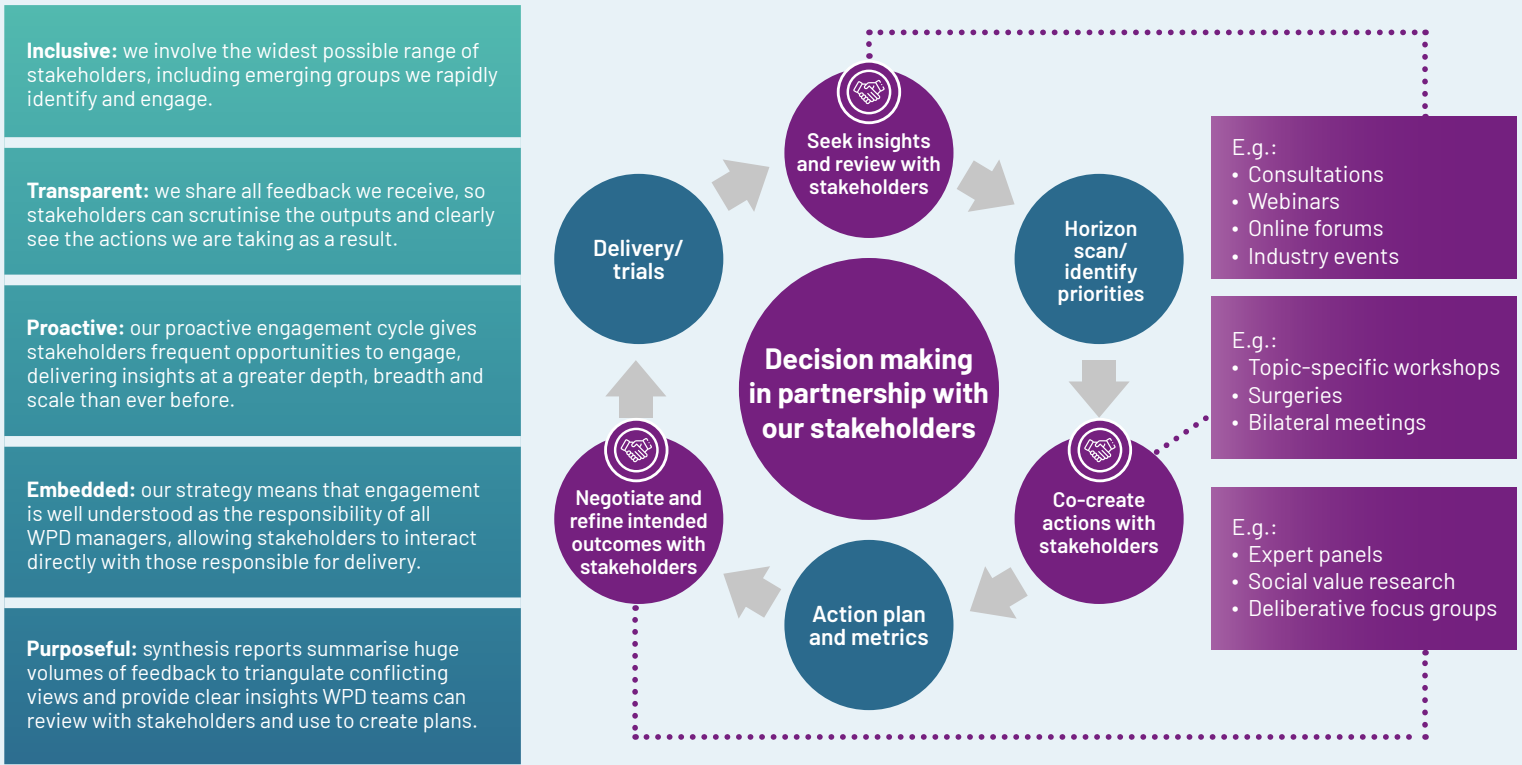 Inclusive: we involve the widest possible range of
stakeholders, including emerging groups we rapidly
identify and engage.
Transparent: we share all feedback we receive, so
stakeholders can scrutinise the outputs and clearly
see the actions we are taking as a result.
Proactive: our proactive engagement cycle gives
stakeholders frequent opportunities to engage,
delivering insights at a greater depth, breadth and
scale than ever before.
Embedded: our strategy means that engagement
is well understood as the responsibility of all
WPD managers, allowing stakeholders to interact
directly with those responsible for delivery.
Purposeful: synthesis reports summarise huge
volumes of feedback to triangulate conflicting
views and provide clear insights WPD teams can
review with stakeholders and use to create plans.
Seek insights
and review with
stakeholders
Horizon
scan/
identify
priorities
Co-create
actions with
stakeholders
Action plan
and metrics
Negotiate and
refine intended
outcomes with
stakeholders
Delivery/
trials
Decision making
in partnership with
our stakeholders
E.g.:
• Consultations
• Webinars
• Online forums
• Industry events
E.g.:
• Topic-specific workshops
• Surgeries
• Bilateral meetings
E.g.:
• Expert panels
• Social value research
• Deliberative focus groups